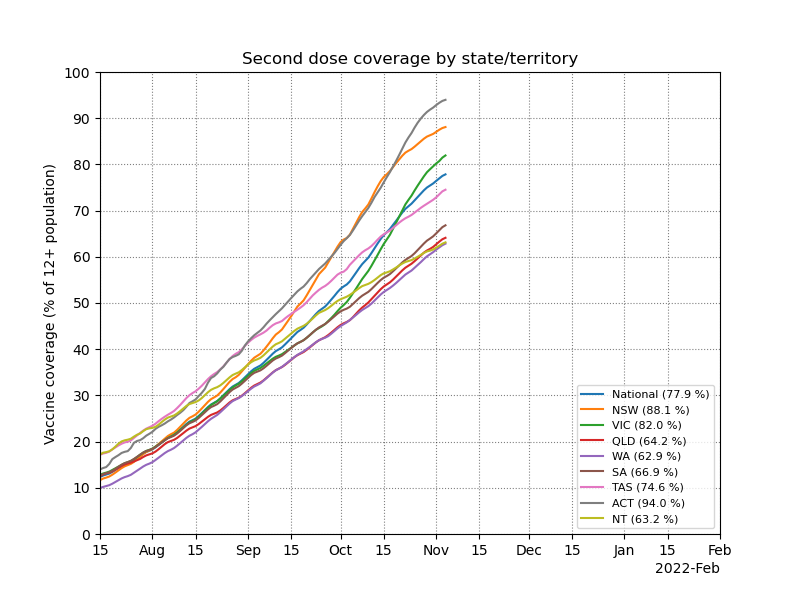 Second dose coverage by state/territory
Vaccine coverage (% of 12+ population)
100
90
80
70
60
50
40
30
20
10
0
National (77.9 %)
NSW (88.1 %)
VIC (82.0 %)
QLD (64.2 %)
WA (62.9 %)
SA (66.9 %)
TAS (74.6 %)
ACT (94.0 %)
NT (63.2 %)
15 Aug 15 Sep 15 Oct 15 Nov 15 Dec 15 Jan 15 Feb
2022-Feb